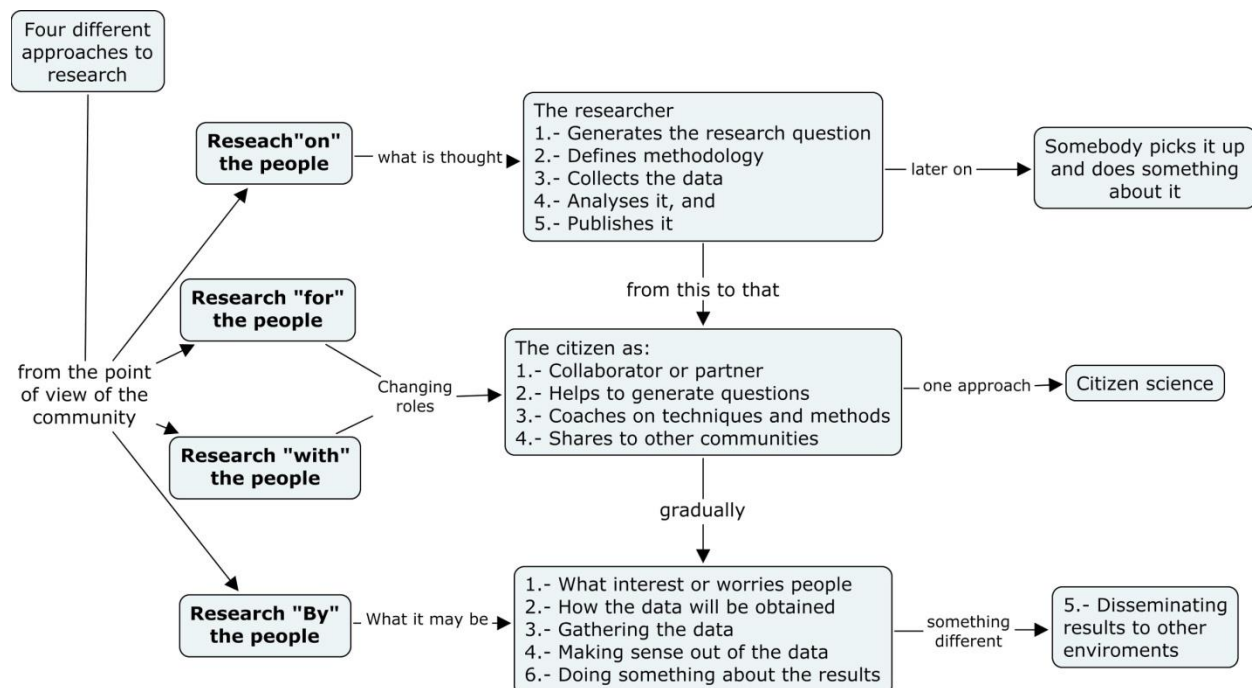 Four different
approaches to
research
from the point
of view of the
community
Reseach"on"
the people
what is thought
The researcher
1.- Generates the research question
2.- Defines methodology
3.- Collects the data
4.- Analyses it, and
5.- Publishes it
later on
Somebody picks it up
and does something
about it
from this to that
Research "for"
the people
Research "with"
the people
Changing
roles
The citizen as:
1.- Collaborator or partner
2.- Helps to generate questions
3.- Coaches on techniques and methods
4.- Shares to other communities
one approach
Citizen science
gradually
Research "By"
the people
What it may be
1.- What interest or worries people
2.- How the data will be obtained
3.- Gathering the data
4.- Making sense out of the data
6.- Doing something about the results
something
different
5.- Disseminating
results to other
enviroments